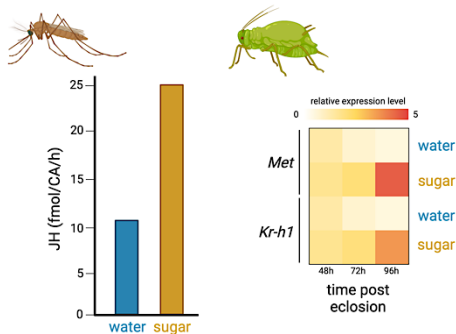 JH (fmol/CA/h)
25
20
15
10
5
0
water sugar
relative expression level
0 5
Met
water
sugar
Kr-h1
water
sugar
48h 72h 96h
time post
eclosion